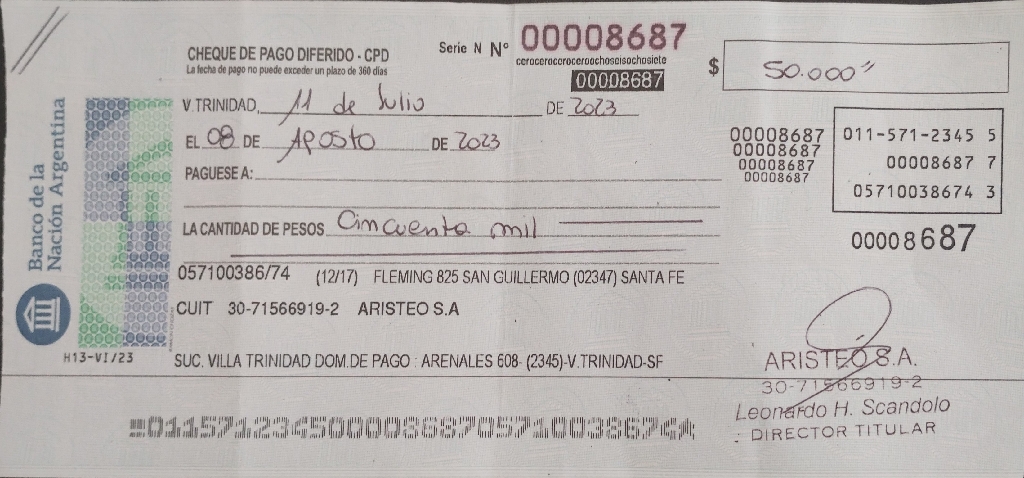 CHEQUE DE PAGO DIFERIDO - CPD
La fecha de pago no puede exceder un plazo de 360 días
Serie N Nº 00008687
cerocerocerocerocheochoseisochosiete
00008687
$ 50.000"
V.TRINIDAD, 11 de Julio DE 2023
EL 08 DE Agosto DE 2023
PAGUESE A:
LA CANTIDAD DE PESOS Cincuenta mil
00008687
00008687
00008687
00008687
011-571-2345 5
00008687 7
05710038674 3
00008687
Banco de la
Nación Argentina
H13-VI/23
057100386/74 (12/17) FLEMING 825 SAN GUILLERMO (02347) SANTA FE
CUIT 30-71566919-2 ARISTEO S.A
SUC. VILLA TRINIDAD DOM.DE PAGO : ARENALES 608- (2345)-V.TRINIDAD-SF
ARISTEO S.A.
30-71566919-2
Leonardo H. Scandolo
DIRECTOR TITULAR
01157123450000868705710038674